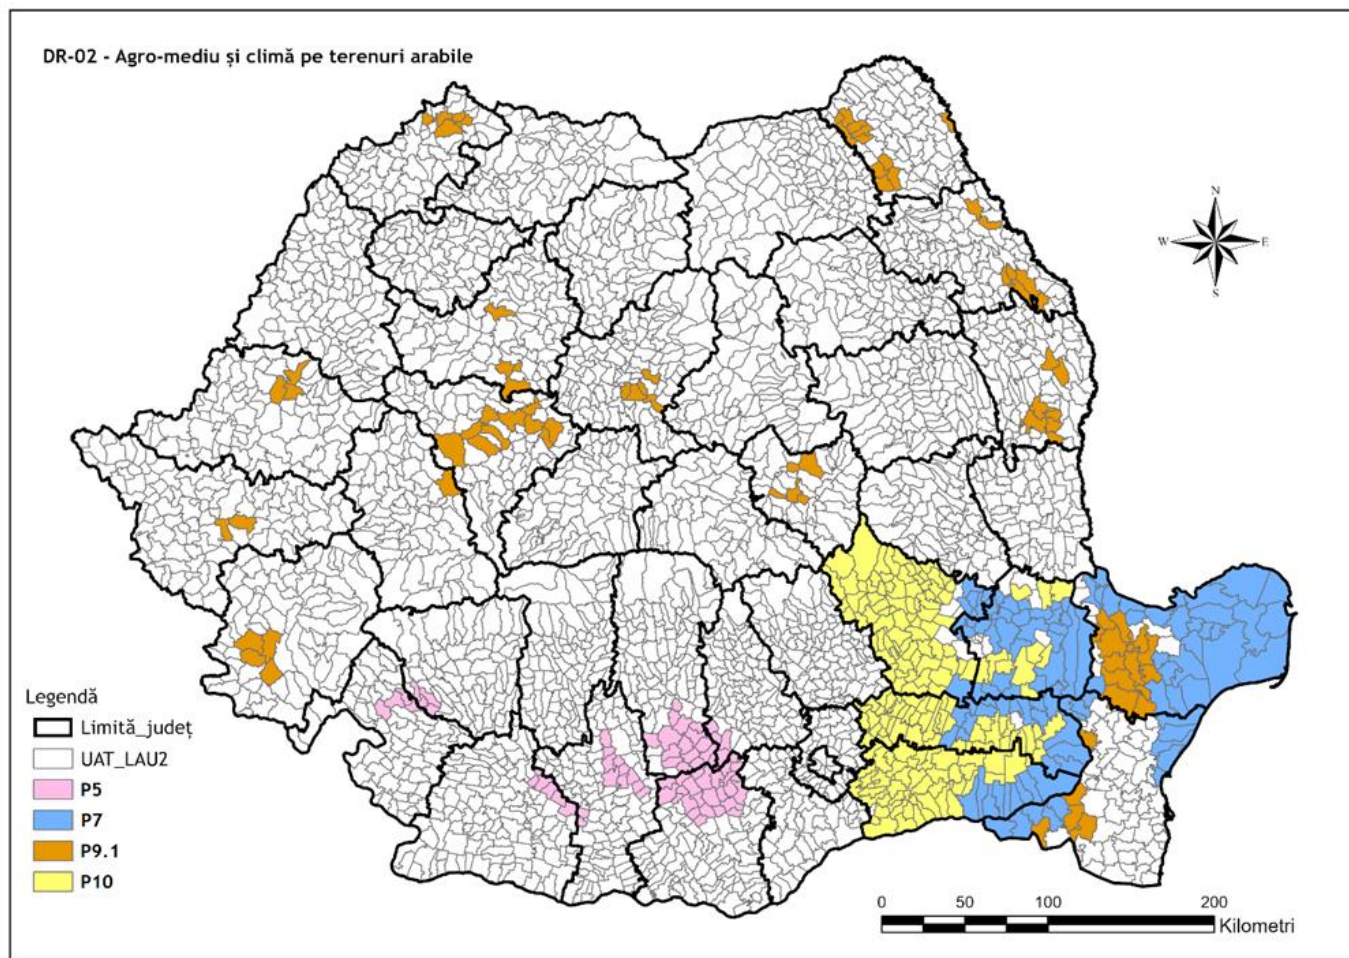 DR-02 - Agro-mediu și climă pe terenuri arabile
N
W
E
S
Legendă
Limită_județ
UAT_LAU2
P5
P7
P9.1
P10
0 50 100 200
Kilometri